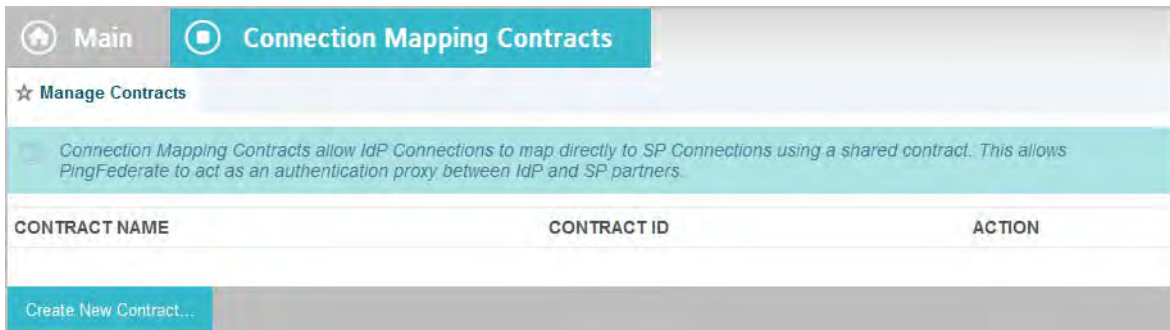 Main Connection Mapping Contracts
Manage Contracts
Connection Mapping Contracts allow IdP Connections to map directly to SP Connections using a shared contract. This allows
PingFederate to act as an authentication proxy between IdP and SP partners.
CONTRACT NAME CONTRACT ID ACTION
Create New Contract...